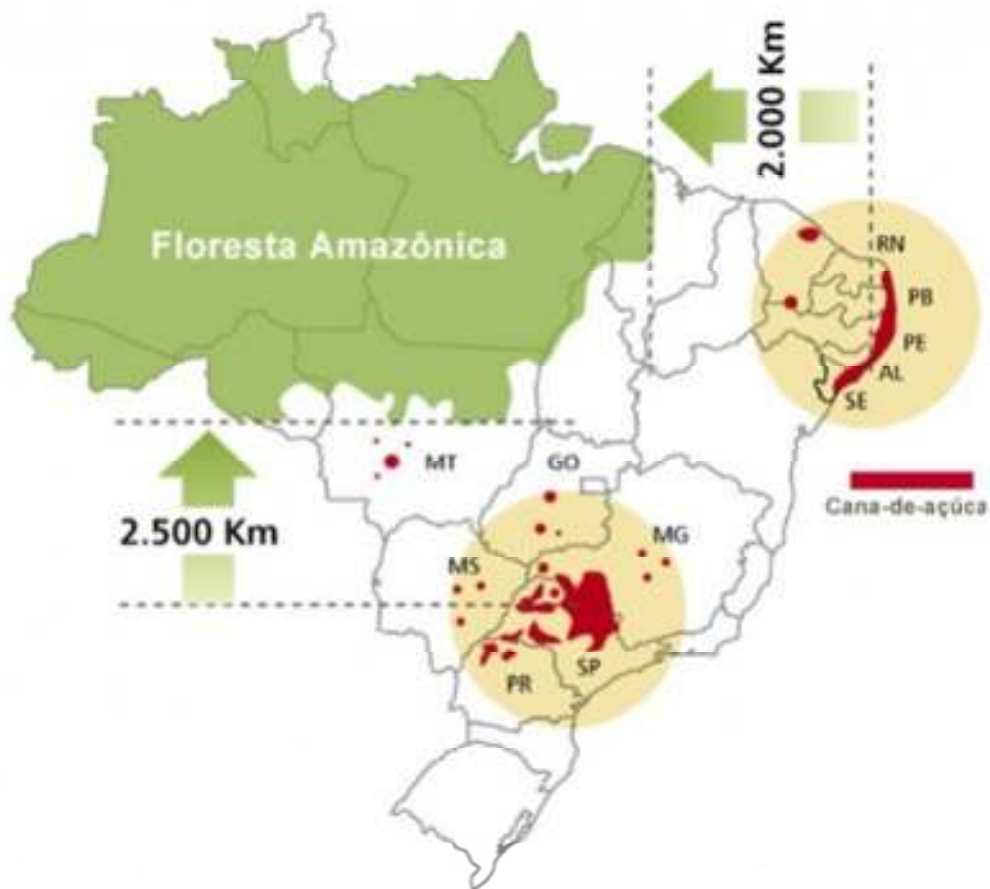 2.000 Km
Floresta Amazônica
RN
PB
PE
AL
SE
MT
GO
2.500 Km
MG
MS
Cana-de-açúca
SP
PR